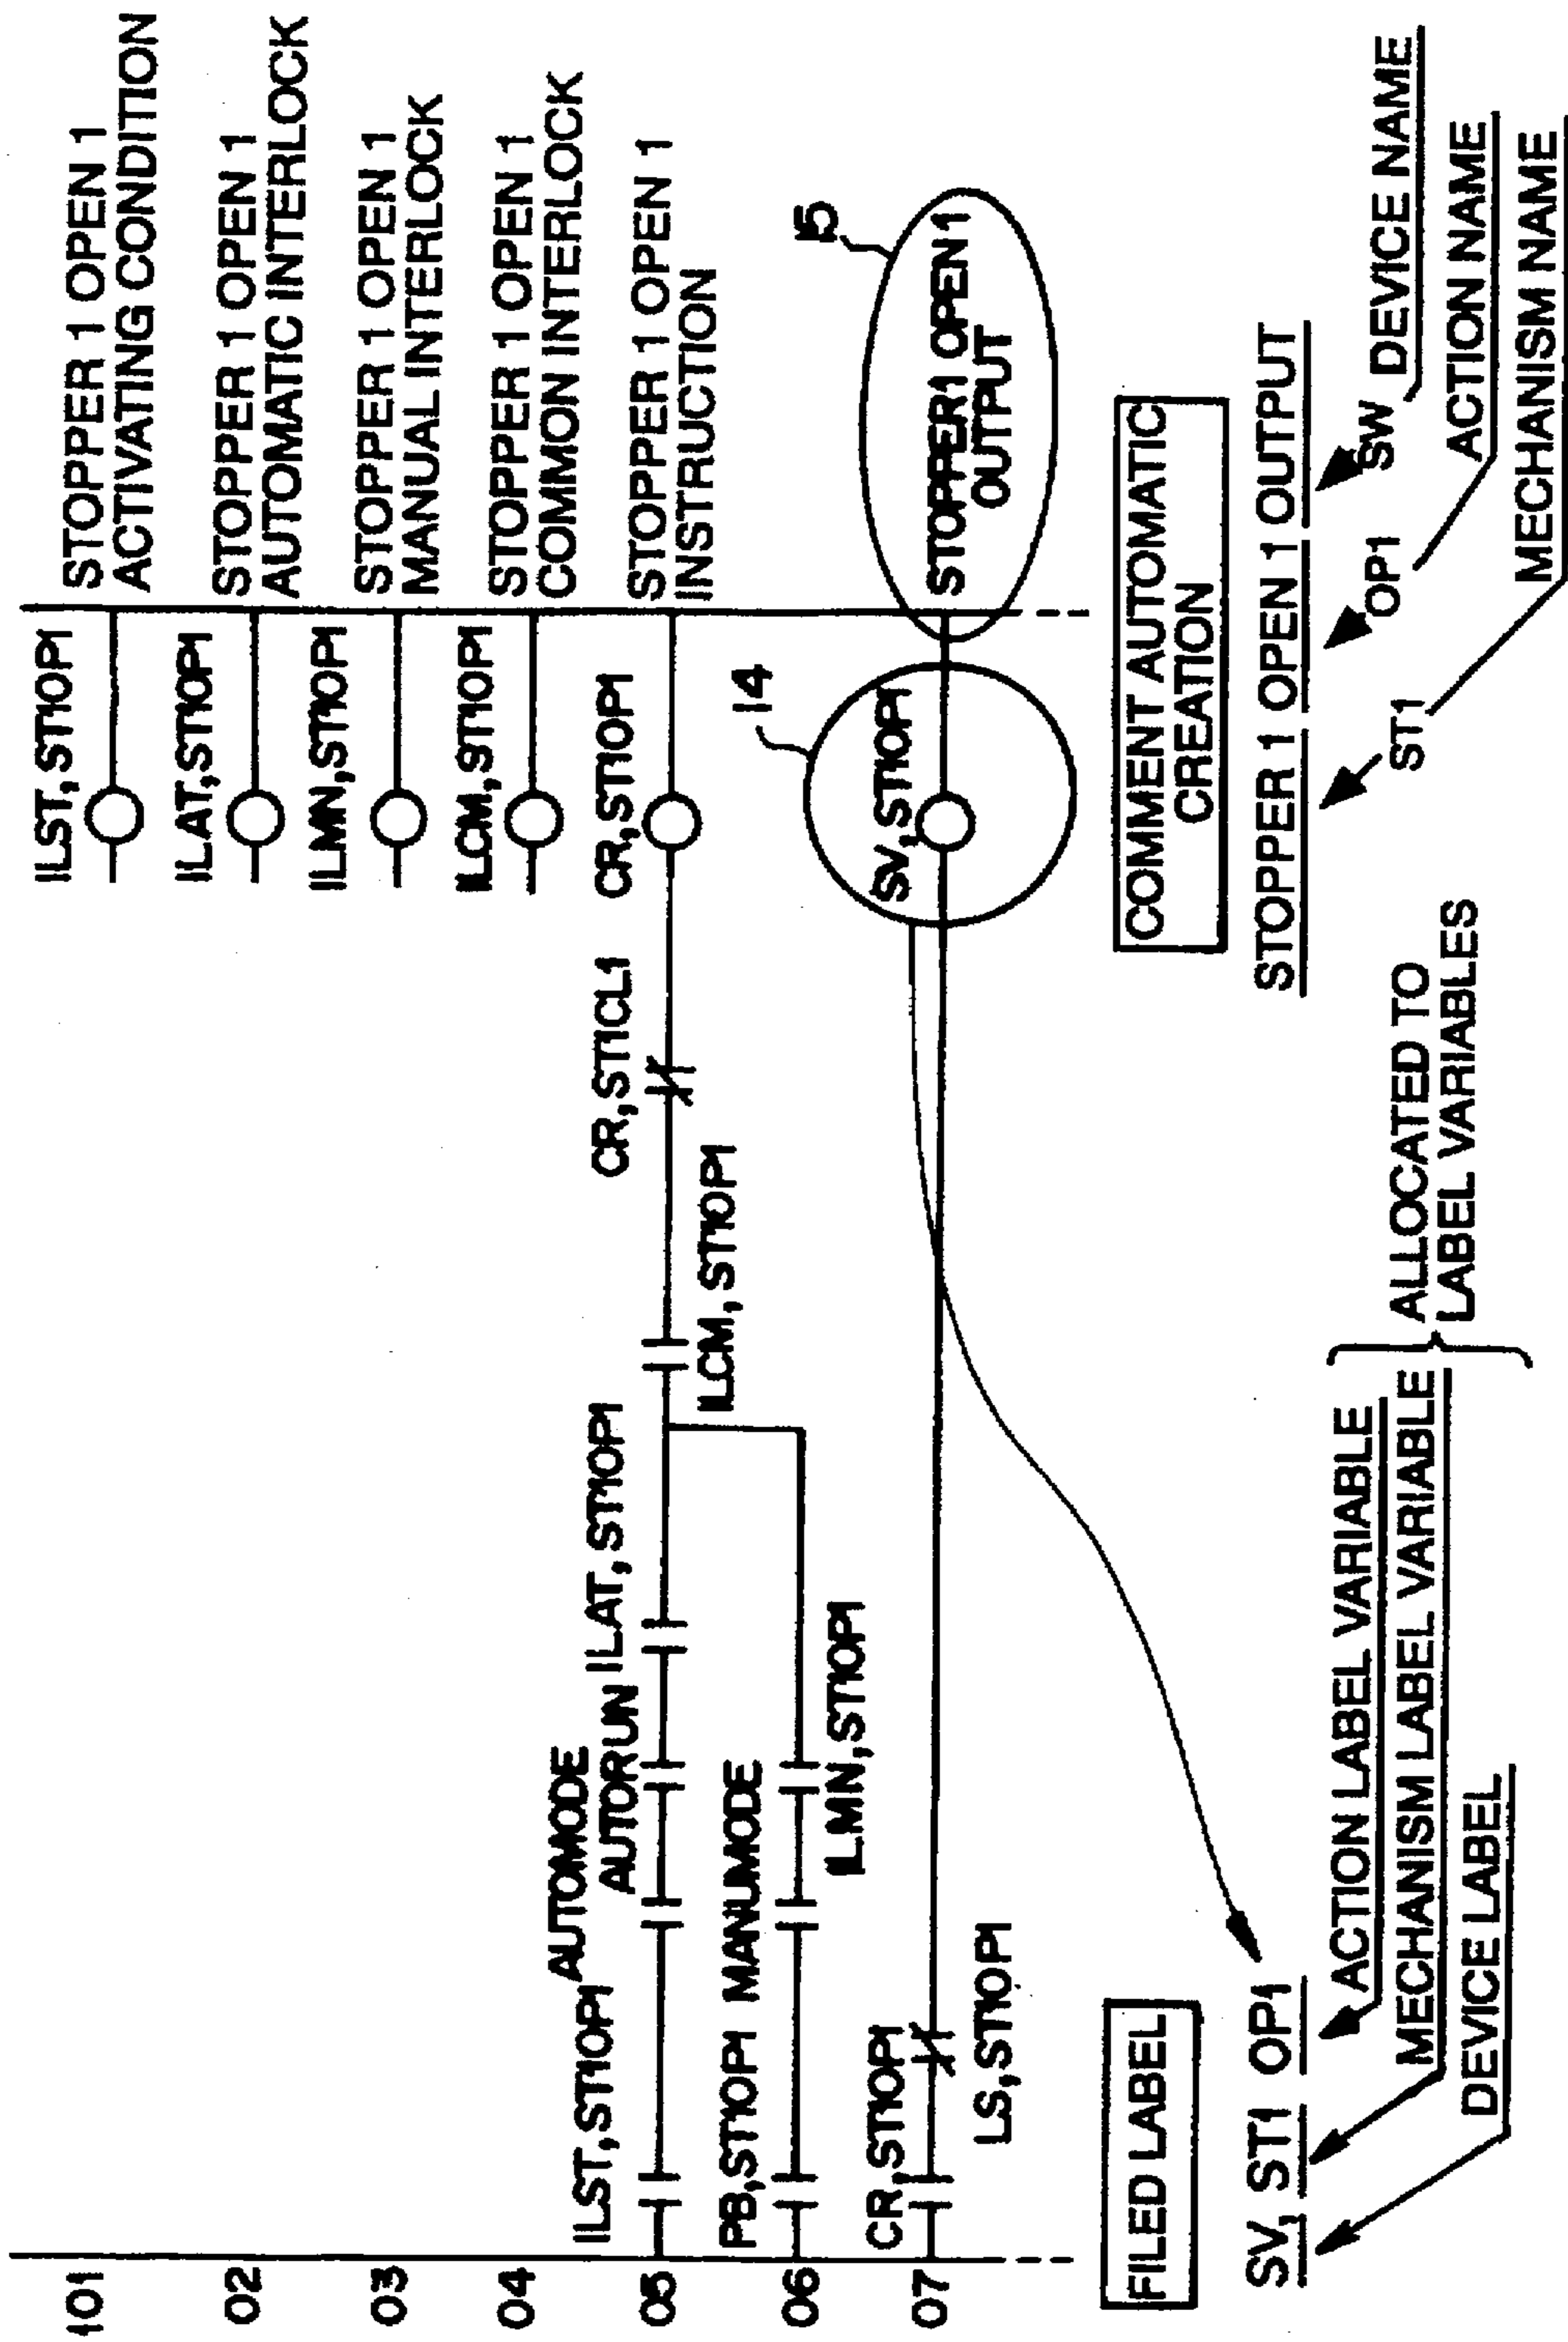 101
ILST,ST1OP1
STOPPER 1 OPEN 1
ACTIVATING CONDITION
02
ILAT,ST1OP1
STOPPER 1 OPEN 1
AUTOMATIC INTERLOCK
03
ILMN,ST1OP1
STOPPER 1 OPEN 1
MANUAL INTERLOCK
04
ILCM,ST1OP1
STOPPER 1 OPEN 1
COMMON INTERLOCK
05
ILST,ST1OP1
AUTOMODE
AUTORUN
ILAT,ST1OP1
ILCM,ST1OP1
CR,ST1CL1
CR,ST1OP1
STOPPER 1 OPEN 1
INSTRUCTION
06
PB,ST1OP1
MANUMODE
ILMN,ST1OP1
07
CR,ST1OP1
LS,ST1OP1
14
SV,ST1OP1
15
STOPPER1 OPEN 1
OUTPUT
FILED LABEL
SV, ST1 OP1
ACTION LABEL VARIABLE
MECHANISM LABEL VARIABLE
DEVICE LABEL
ALLOCATED TO
LABEL VARIABLES
COMMENT AUTOMATIC
CREATION
STOPPER 1 OPEN 1 OUTPUT
ST1
OP1
SW
DEVICE NAME
ACTION NAME
MECHANISM NAME